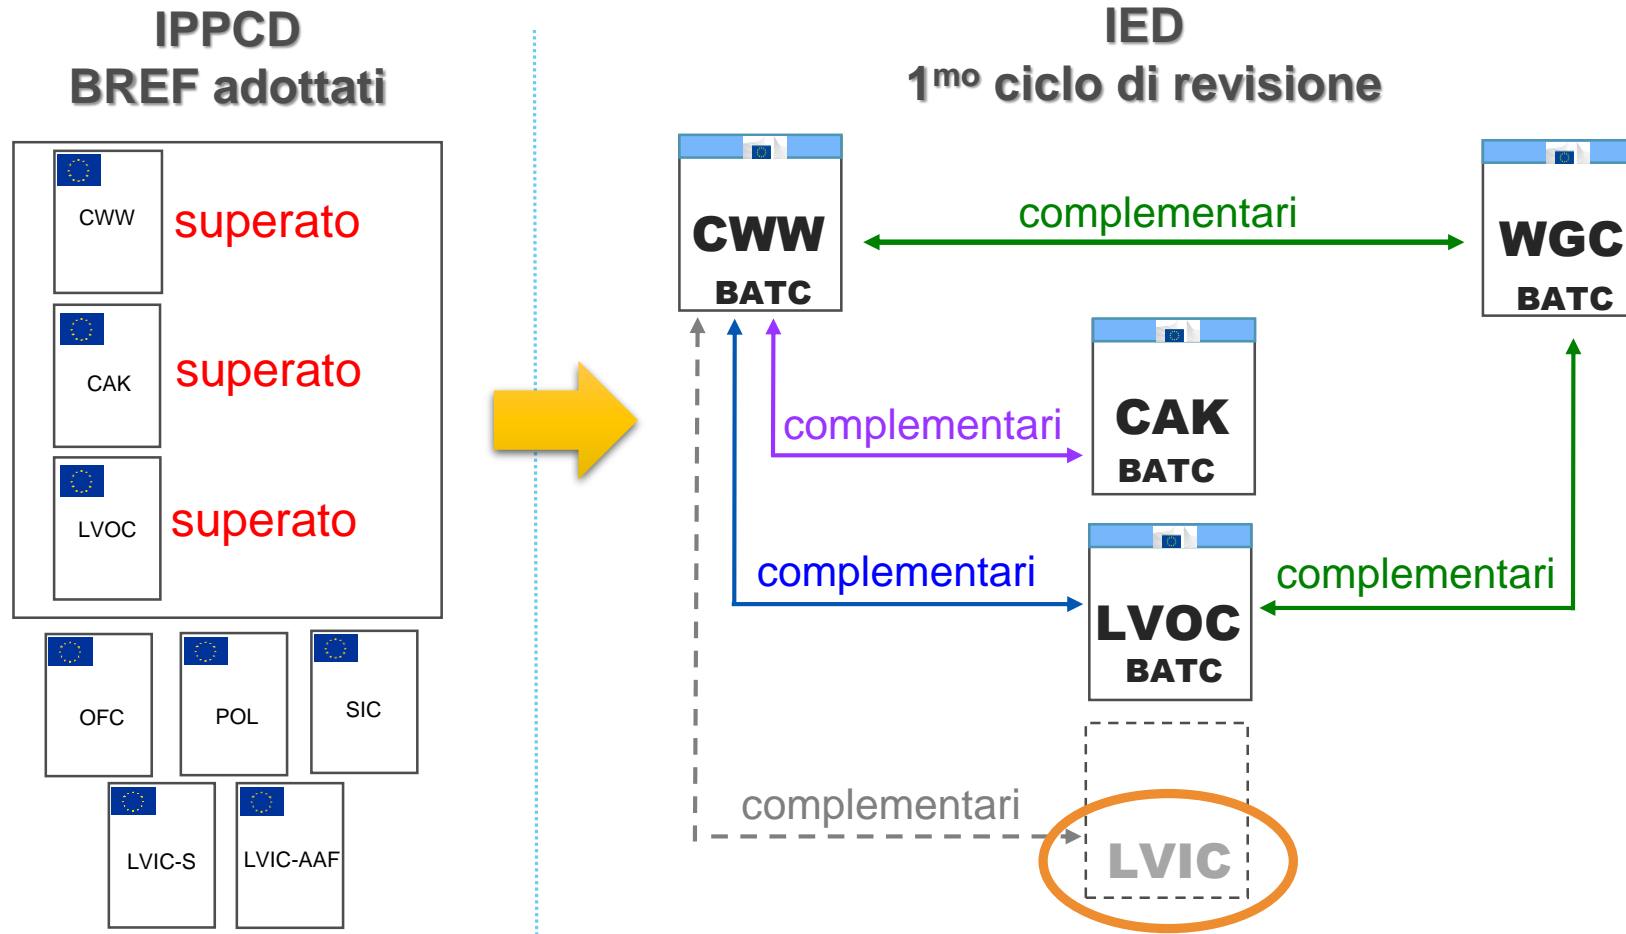 IPPCD
BREF adottati
CWW
superato
CAK
superato
LVOC
superato
OFC
POL
SIC
LVIC-S
LVIC-AAF
IED
1mo ciclo di revisione
CWW
BATC
complementari
WGC
BATC
complementari
CAK
BATC
complementari
LVOC
BATC
complementari
complementari
LVIC